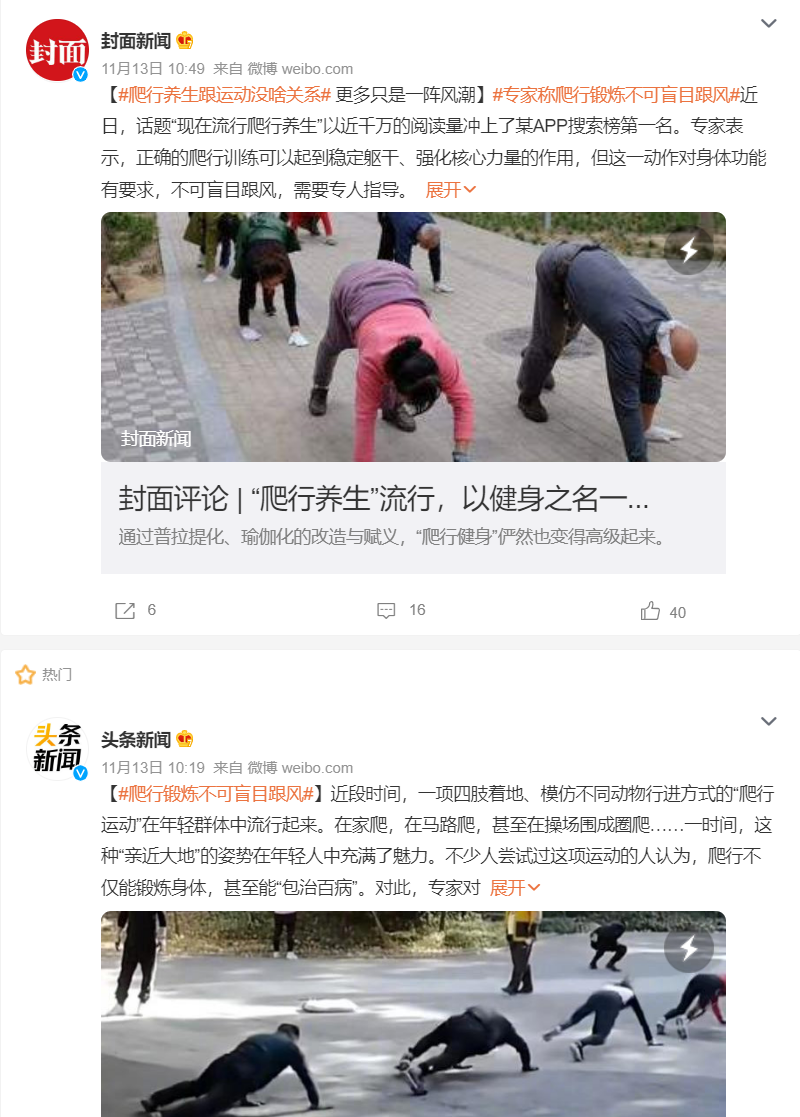 封面
封面新闻
11月13日 10:49 来自 微博 weibo.com
【#爬行养生跟运动没啥关系# 更多只是一阵风潮】#专家称爬行锻炼不可盲目跟风#近
日，话题“现在流行爬行养生”以近千万的阅读量冲上了某APP搜索榜第一名。专家表
示，正确的爬行训练可以起到稳定躯干、强化核心力量的作用，但这一动作对身体功能
有要求，不可盲目跟风，需要专人指导。 展开
封面新闻
封面评论 | “爬行养生”流行，以健身之名一...
通过普拉提化、瑜伽化的改造与赋义，“爬行健身”俨然也变得高级起来。
6 16 40
热门
头条
新闻
头条新闻
11月13日 10:19 来自 微博 weibo.com
【#爬行锻炼不可盲目跟风#】近段时间，一项四肢着地、模仿不同动物行进方式的“爬行
运动”在年轻群体中流行起来。在家爬，在马路爬，甚至在操场围成圈爬……一时间，这
种“亲近大地”的姿势在年轻人中充满了魅力。不少人尝试过这项运动的人认为，爬行不
仅能锻炼身体，甚至能“包治百病”。对此，专家对 展开